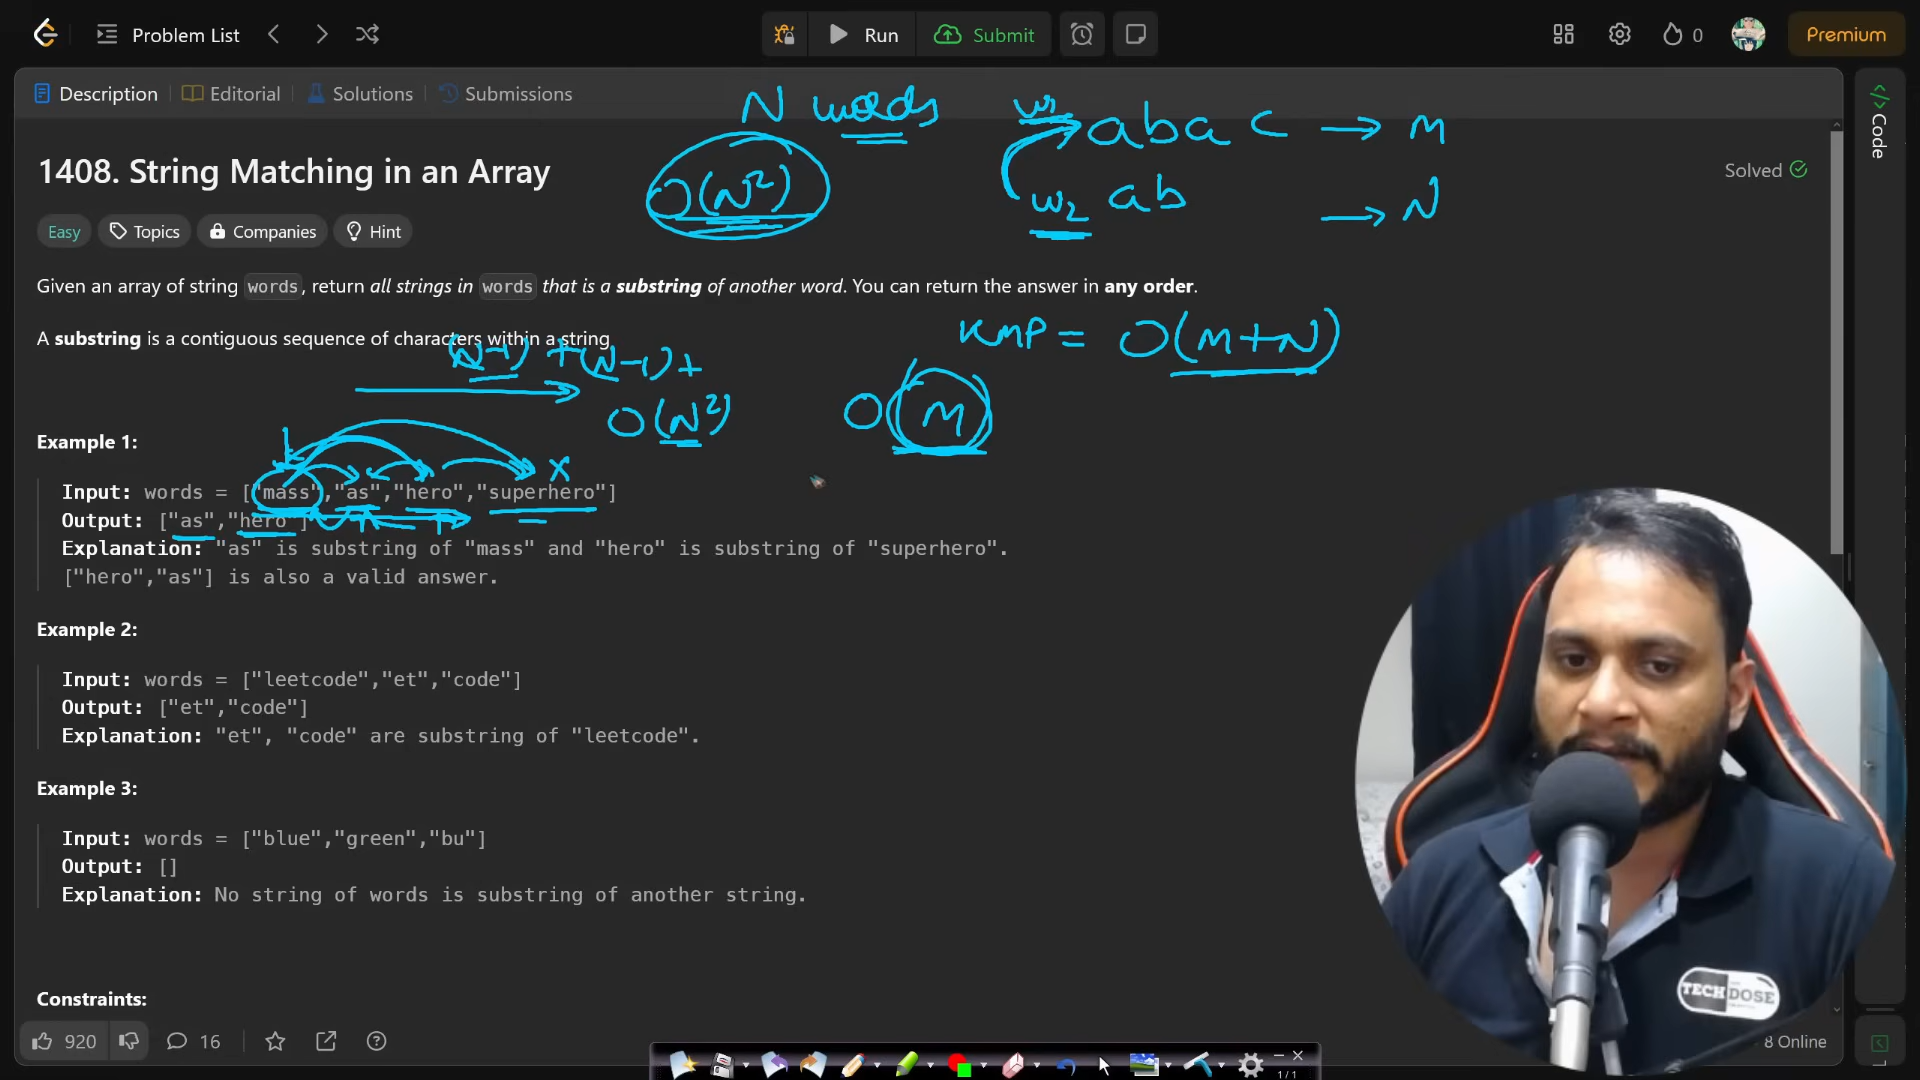 Problem List
Run
Submit
0
Premium
Description
Editorial
Solutions
Submissions
Code
N words
w1 abac → M
O(N²)
w2 ab → N
1408. String Matching in an Array
Solved
Easy
Topics
Companies
Hint
Given an array of string words, return all strings in words that is a substring of another word. You can return the answer in any order.
A substring is a contiguous sequence of characters within a string
KMP = O(M+N)
(N-1) + (N-1) +
O(N²)
O(M)
Example 1:
x
Input: words = ["mass","as","hero","superhero"]
Output: ["as","hero"]
Explanation: "as" is substring of "mass" and "hero" is substring of "superhero".
["hero","as"] is also a valid answer.
Example 2:
Input: words = ["leetcode","et","code"]
Output: ["et","code"]
Explanation: "et", "code" are substring of "leetcode".
Example 3:
Input: words = ["blue","green","bu"]
Output: []
Explanation: No string of words is substring of another string.
TECH DOSE
Constraints:
920
16
8 Online
1/1